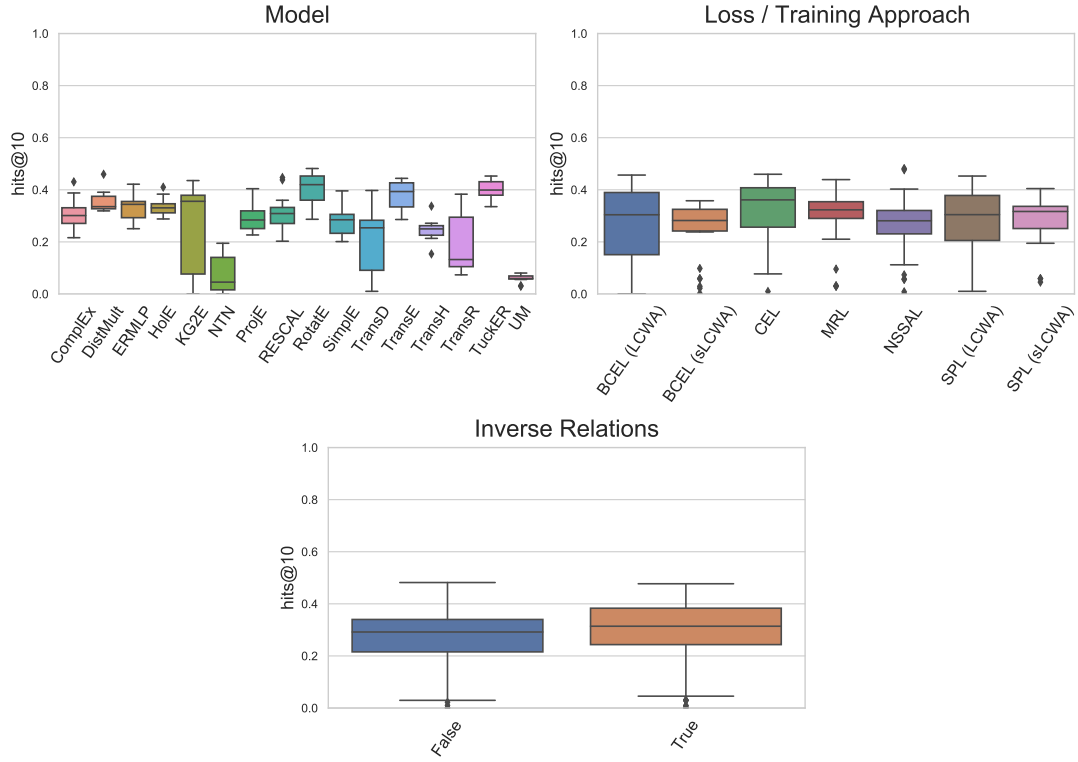 Model
hits@10
1.0
0.8
0.6
0.4
0.2
0.0
ComplEx
DistMult
ERMLP
HolE
KG2E
NTN
ProjE
RESCAL
RotatE
SimplE
TransD
TransE
TransH
TransR
TuckER
UM
Loss / Training Approach
hits@10
1.0
0.8
0.6
0.4
0.2
0.0
BCEL (LCWA)
BCEL (sLCWA)
CEL
MRL
NSSAL
SPL (LCWA)
SPL (sLCWA)
Inverse Relations
hits@10
1.0
0.8
0.6
0.4
0.2
0.0
False
True